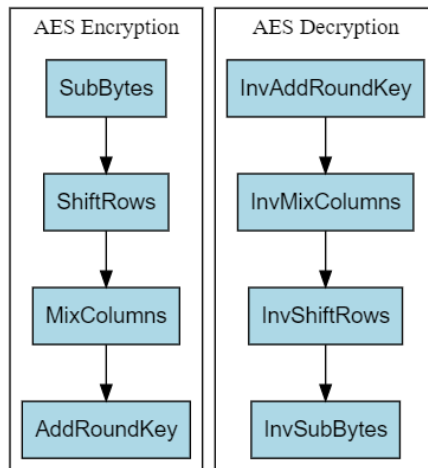 AES Encryption
SubBytes
ShiftRows
MixColumns
AddRoundKey
AES Decryption
InvAddRoundKey
InvMixColumns
InvShiftRows
InvSubBytes